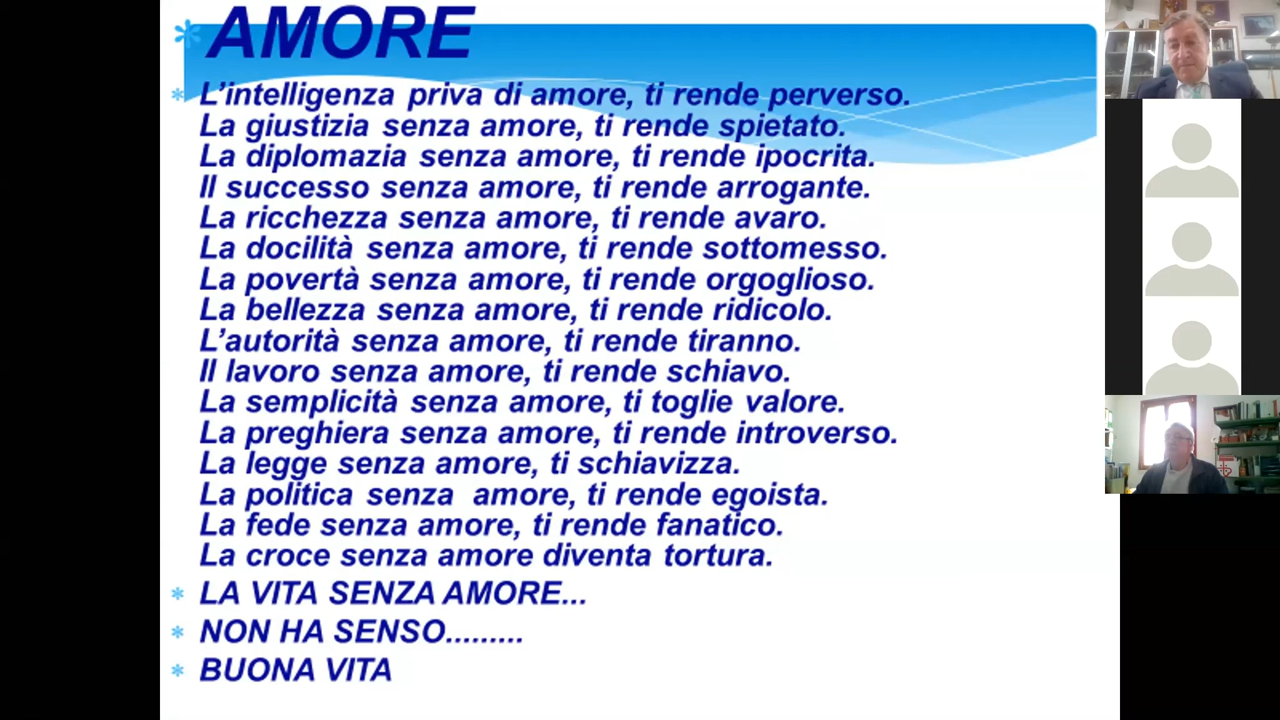 AMORE
L'intelligenza priva di amore, ti rende perverso.
La giustizia senza amore, ti rende spietato.
La diplomazia senza amore, ti rende ipocrita.
Il successo senza amore, ti rende arrogante.
La ricchezza senza amore, ti rende avaro.
La docilità senza amore, ti rende sottomesso.
La povertà senza amore, ti rende orgoglioso.
La bellezza senza amore, ti rende ridicolo.
L'autorità senza amore, ti rende tiranno.
Il lavoro senza amore, ti rende schiavo.
La semplicità senza amore, ti toglie valore.
La preghiera senza amore, ti rende introverso.
La legge senza amore, ti schiavizza.
La politica senza  amore, ti rende egoista.
La fede senza amore, ti rende fanatico.
La croce senza amore diventa tortura.
LA VITA SENZA AMORE...
NON HA SENSO.........
BUONA VITA